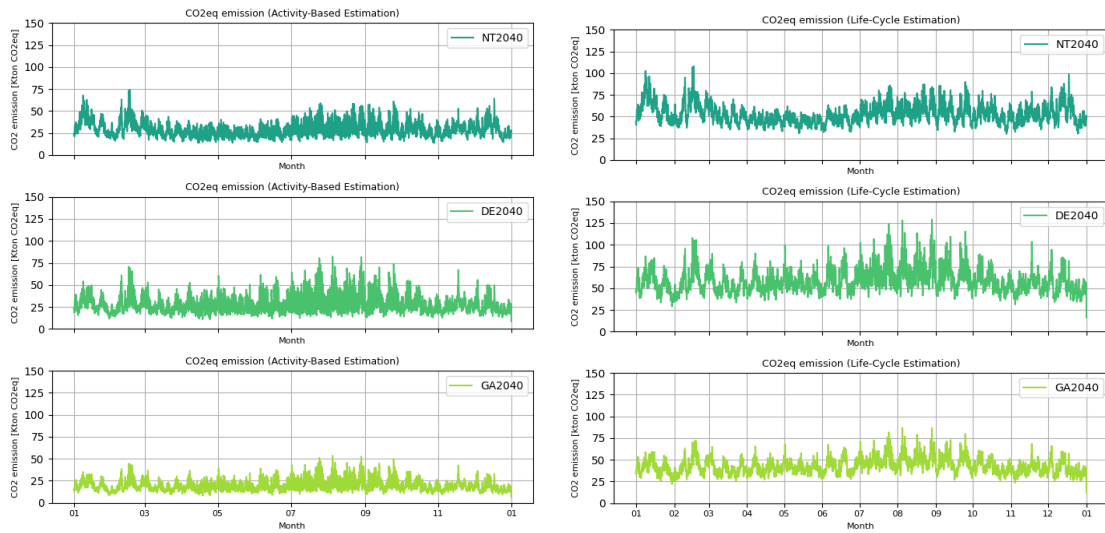 CO2eq emission (Activity-Based Estimation)
CO2 emission [Kton CO2eq]
150
125
100
75
50
25
0
NT2040
Month
CO2eq emission (Activity-Based Estimation)
CO2 emission [Kton CO2eq]
150
125
100
75
50
25
0
DE2040
Month
CO2eq emission (Activity-Based Estimation)
CO2 emission [Kton CO2eq]
150
125
100
75
50
25
0
GA2040
01 03 05 07 09 11 01
Month
CO2eq emission (Life-Cycle Estimation)
CO2 emission [kton CO2eq]
150
125
100
75
50
25
0
NT2040
Month
CO2eq emission (Life-Cycle Estimation)
CO2 emission [kton CO2eq]
150
125
100
75
50
25
0
DE2040
Month
CO2eq emission (Life-Cycle Estimation)
CO2 emission [kton CO2eq]
150
125
100
75
50
25
0
GA2040
01 02 03 04 05 06 07 08 09 10 11 12 01
Month